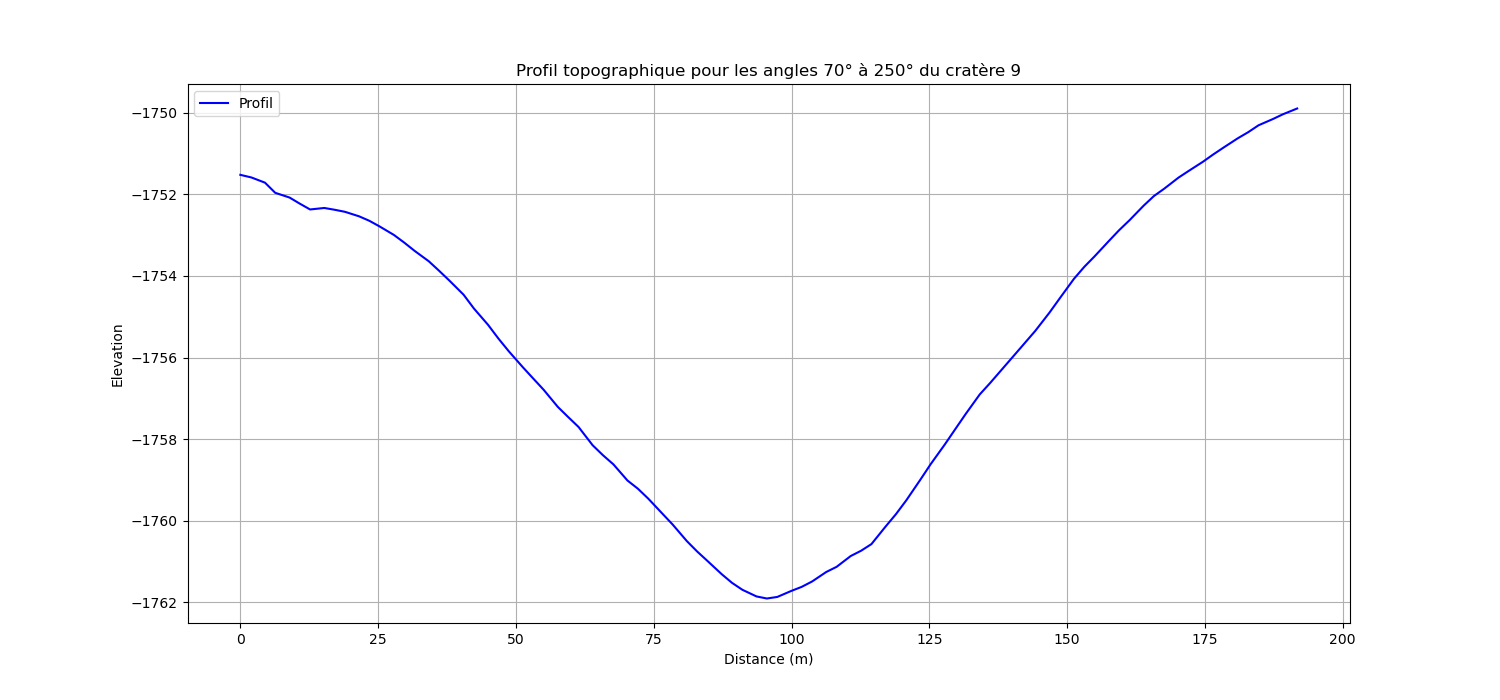 Profil topographique pour les angles 70° à 250° du cratère 9
Profil
−1750
−1752
−1754
−1756
−1758
−1760
−1762
Elevation
0 25 50 75 100 125 150 175 200
Distance (m)